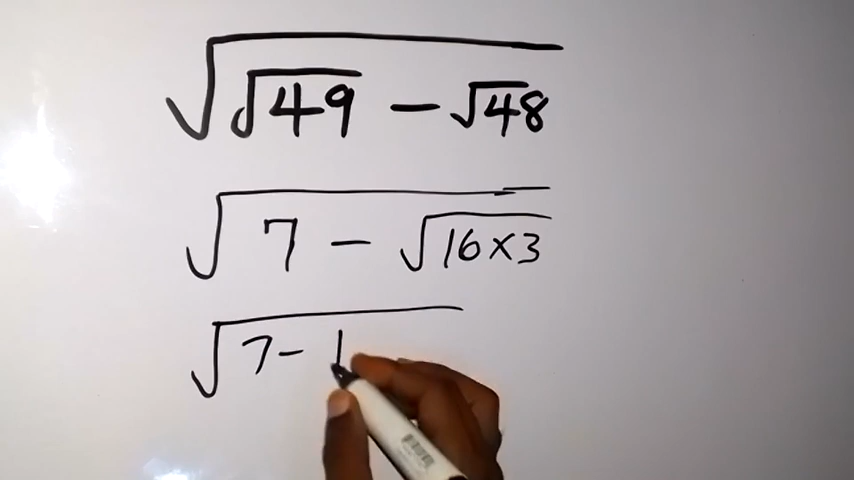 √(√49 − √48)
√(7 − √(16×3))
√(7 −